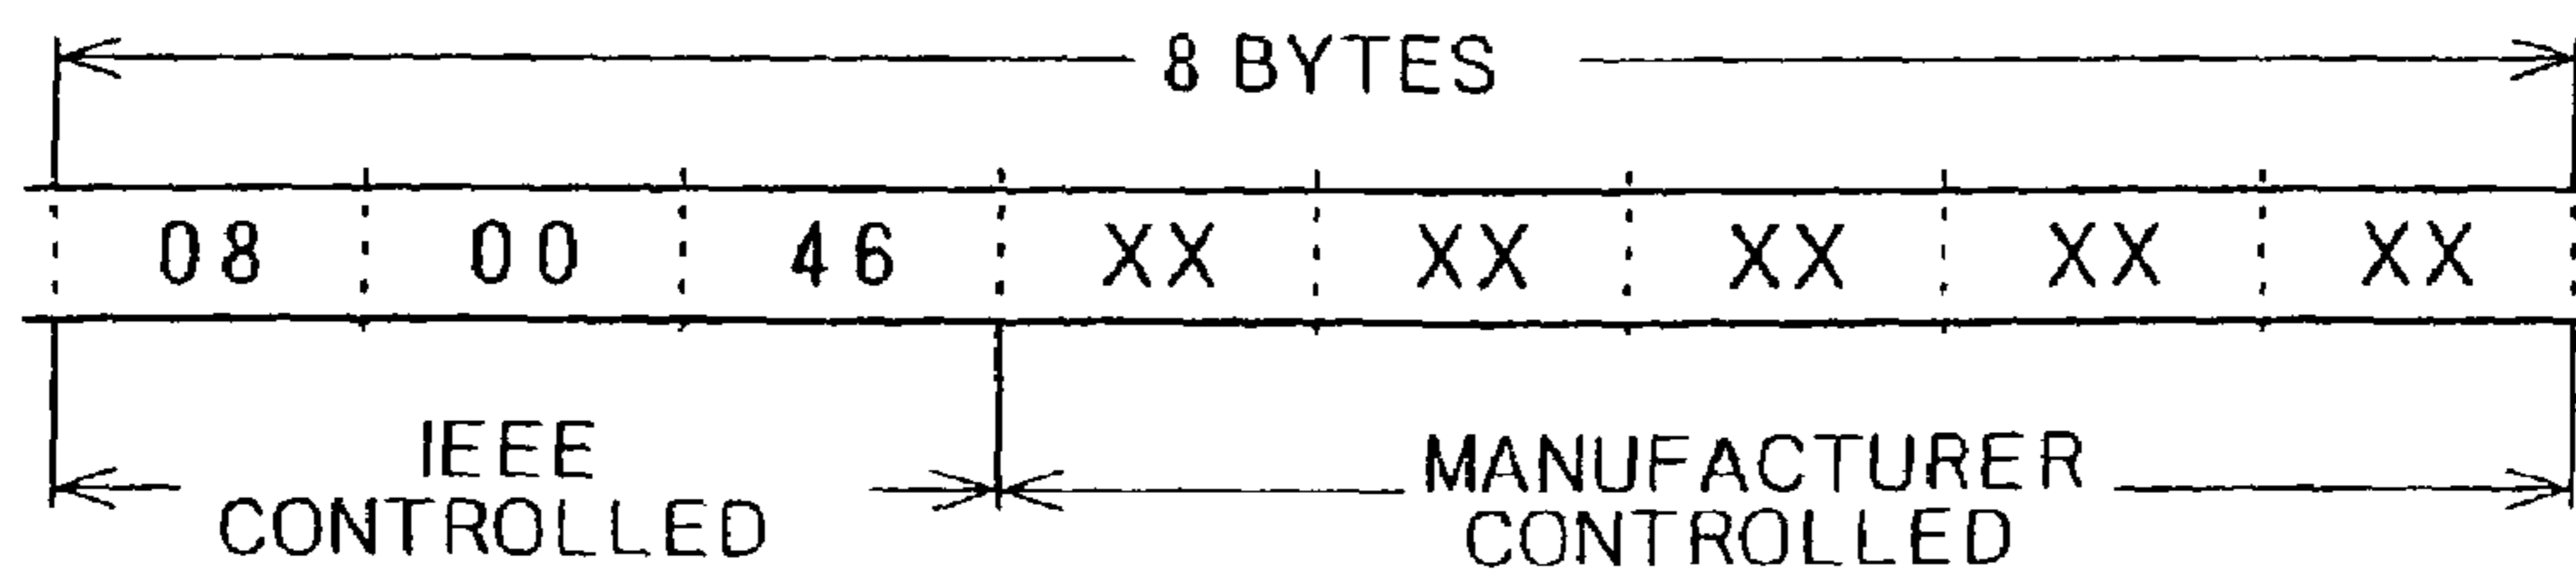 8 BYTES
08 00 46 XX XX XX XX XX
IEEE
CONTROLLED
MANUFACTURER
CONTROLLED